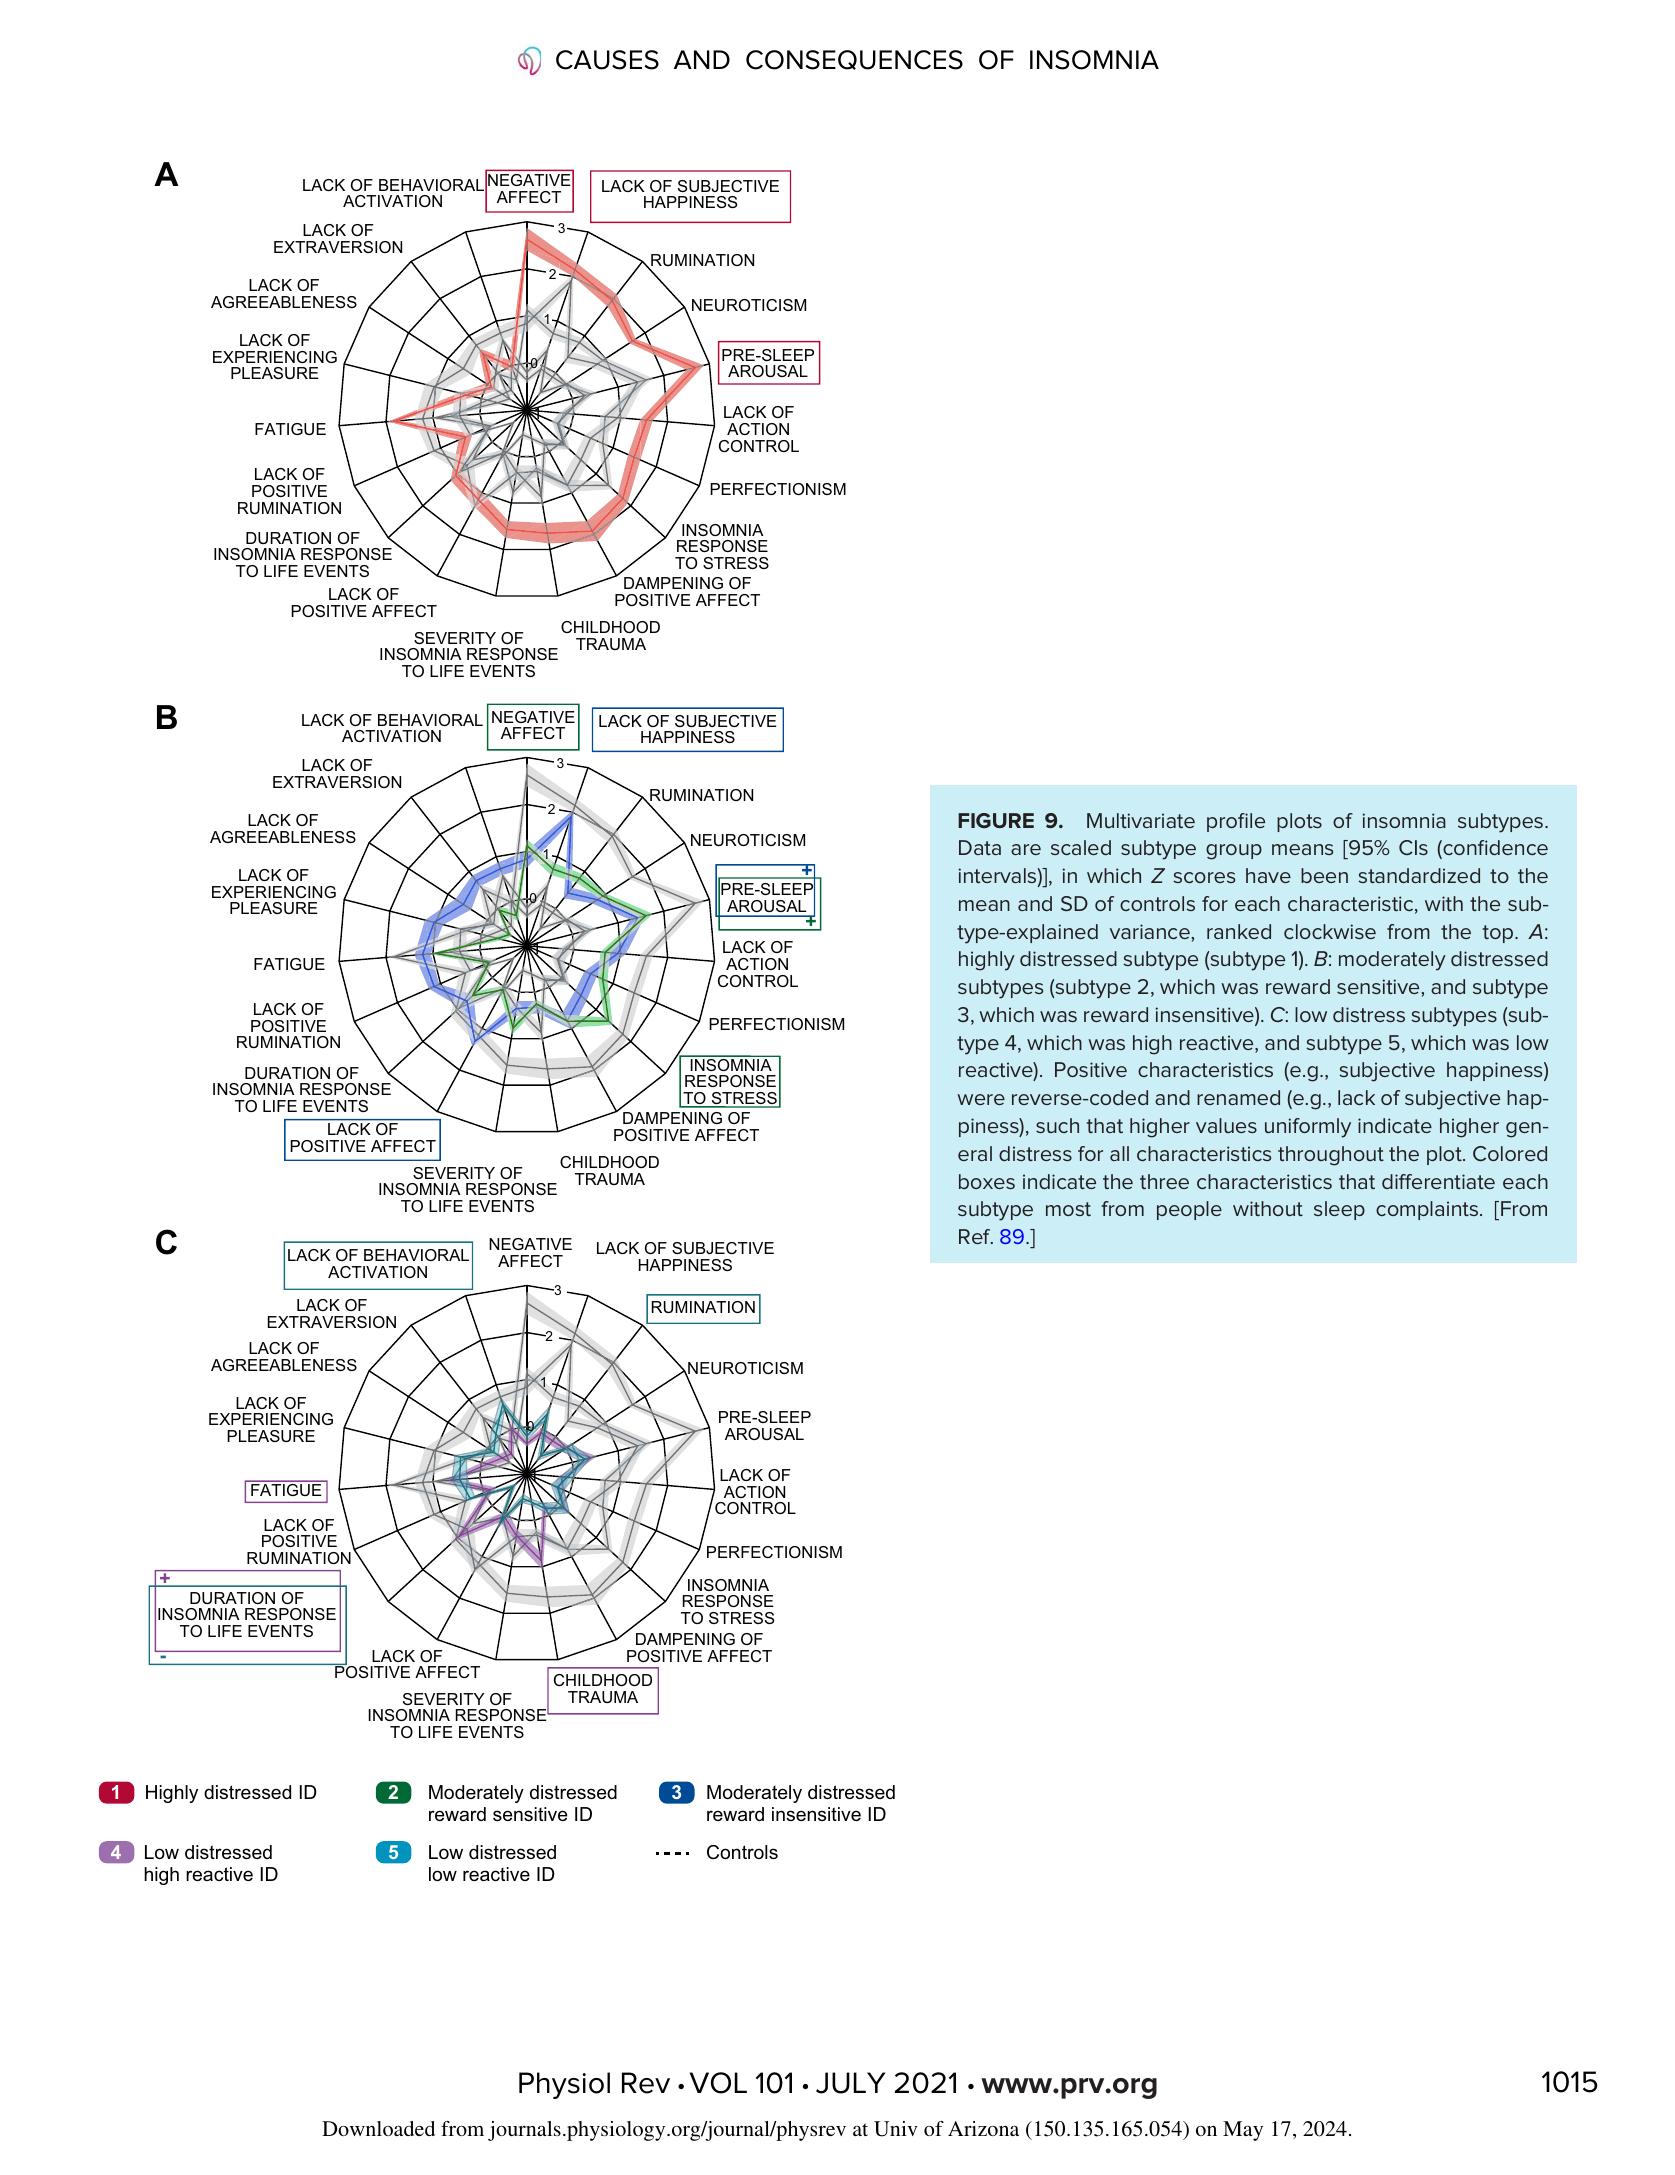 CAUSES AND CONSEQUENCES OF INSOMNIA
A
LACK OF BEHAVIORAL
ACTIVATION
NEGATIVE
AFFECT
LACK OF SUBJECTIVE
HAPPINESS
LACK OF
EXTRAVERSION
RUMINATION
LACK OF
AGREEABLENESS
NEUROTICISM
LACK OF
EXPERIENCING
PLEASURE
PRE-SLEEP
AROUSAL
FATIGUE
LACK OF
ACTION
CONTROL
LACK OF
POSITIVE
RUMINATION
PERFECTIONISM
DURATION OF
INSOMNIA RESPONSE
TO LIFE EVENTS
INSOMNIA
RESPONSE
TO STRESS
LACK OF
POSITIVE AFFECT
DAMPENING OF
POSITIVE AFFECT
SEVERITY OF
INSOMNIA RESPONSE
TO LIFE EVENTS
CHILDHOOD
TRAUMA
3
2
1
0
B
LACK OF BEHAVIORAL
ACTIVATION
NEGATIVE
AFFECT
LACK OF SUBJECTIVE
HAPPINESS
LACK OF
EXTRAVERSION
RUMINATION
LACK OF
AGREEABLENESS
NEUROTICISM
LACK OF
EXPERIENCING
PLEASURE
+
PRE-SLEEP
AROUSAL
+
FATIGUE
LACK OF
ACTION
CONTROL
LACK OF
POSITIVE
RUMINATION
PERFECTIONISM
DURATION OF
INSOMNIA RESPONSE
TO LIFE EVENTS
INSOMNIA
RESPONSE
TO STRESS
LACK OF
POSITIVE AFFECT
DAMPENING OF
POSITIVE AFFECT
SEVERITY OF
INSOMNIA RESPONSE
TO LIFE EVENTS
CHILDHOOD
TRAUMA
3
2
1
0
C
LACK OF BEHAVIORAL
ACTIVATION
NEGATIVE
AFFECT
LACK OF SUBJECTIVE
HAPPINESS
LACK OF
EXTRAVERSION
RUMINATION
LACK OF
AGREEABLENESS
NEUROTICISM
LACK OF
EXPERIENCING
PLEASURE
PRE-SLEEP
AROUSAL
FATIGUE
LACK OF
ACTION
CONTROL
LACK OF
POSITIVE
RUMINATION
PERFECTIONISM
+
DURATION OF
INSOMNIA RESPONSE
TO LIFE EVENTS
-
INSOMNIA
RESPONSE
TO STRESS
LACK OF
POSITIVE AFFECT
DAMPENING OF
POSITIVE AFFECT
SEVERITY OF
INSOMNIA RESPONSE
TO LIFE EVENTS
CHILDHOOD
TRAUMA
3
2
1
0
1 Highly distressed ID
2 Moderately distressed
reward sensitive ID
3 Moderately distressed
reward insensitive ID
4 Low distressed
high reactive ID
5 Low distressed
low reactive ID
Controls
FIGURE 9. Multivariate profile plots of insomnia subtypes.
Data are scaled subtype group means [95% CIs (confidence
intervals)], in which Z scores have been standardized to the
mean and SD of controls for each characteristic, with the sub-
type-explained variance, ranked clockwise from the top. A:
highly distressed subtype (subtype 1). B: moderately distressed
subtypes (subtype 2, which was reward sensitive, and subtype
3, which was reward insensitive). C: low distress subtypes (sub-
type 4, which was high reactive, and subtype 5, which was low
reactive). Positive characteristics (e.g., subjective happiness)
were reverse-coded and renamed (e.g., lack of subjective hap-
piness), such that higher values uniformly indicate higher gen-
eral distress for all characteristics throughout the plot. Colored
boxes indicate the three characteristics that differentiate each
subtype most from people without sleep complaints. [From
Ref. 89.]
Physiol Rev • VOL 101 • JULY 2021 • www.prv.org
1015
Downloaded from journals.physiology.org/journal/physrev at Univ of Arizona (150.135.165.054) on May 17, 2024.